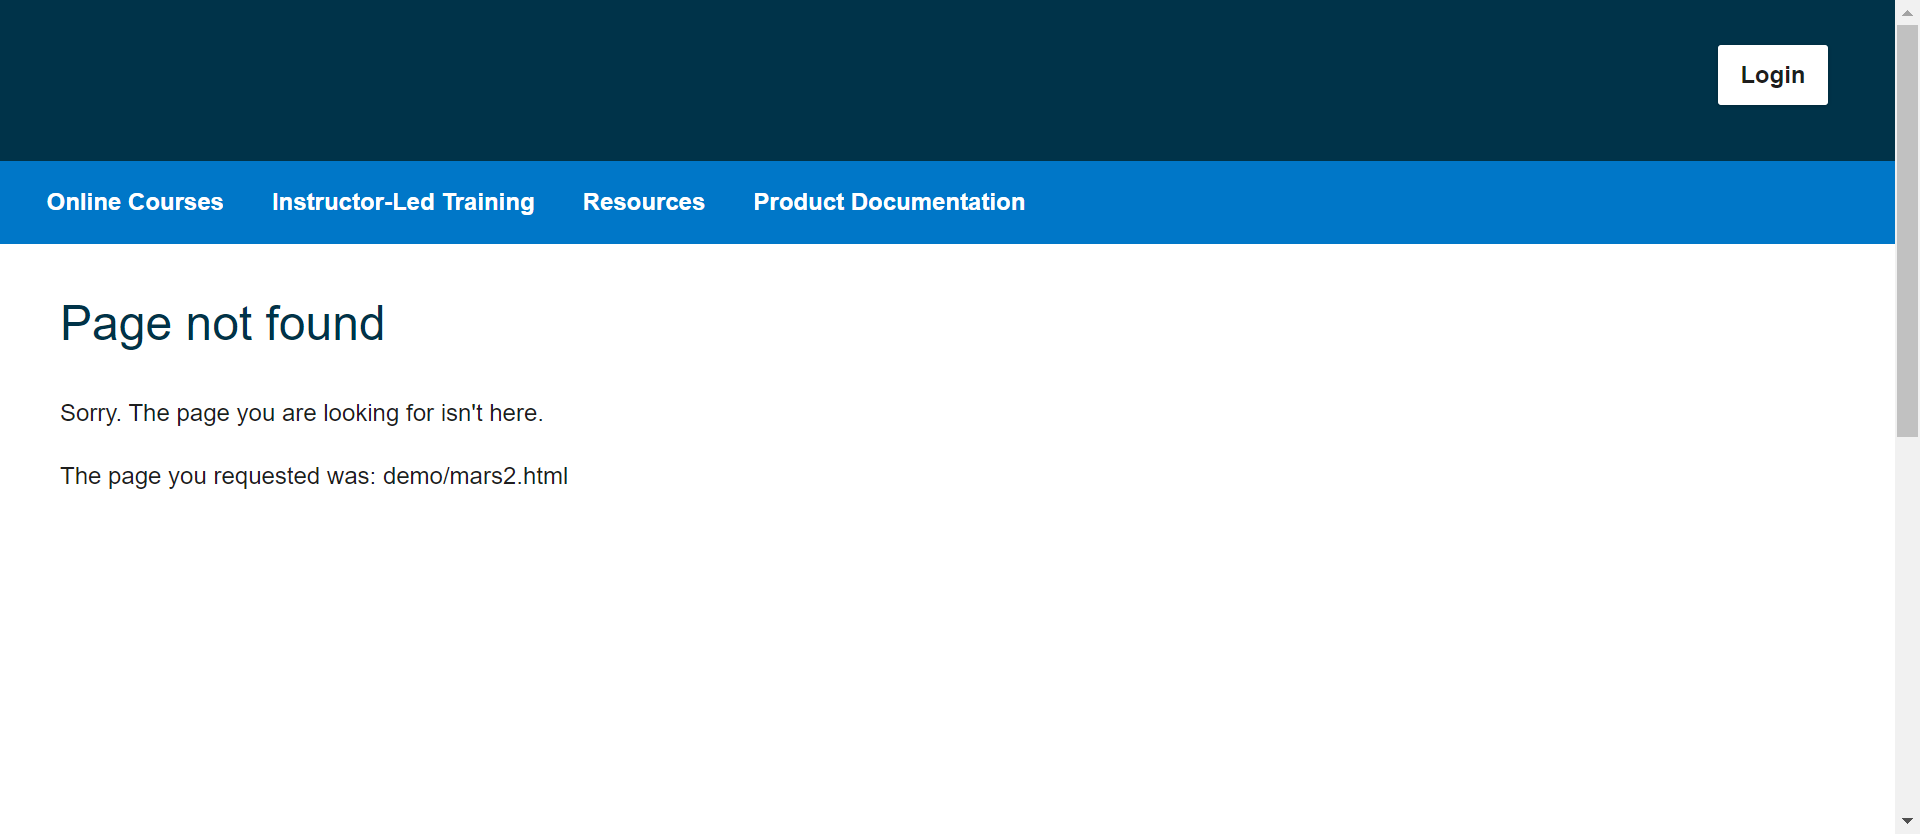 Login
Online Courses Instructor-Led Training Resources Product Documentation
Page not found
Sorry. The page you are looking for isn't here.
The page you requested was: demo/mars2.html